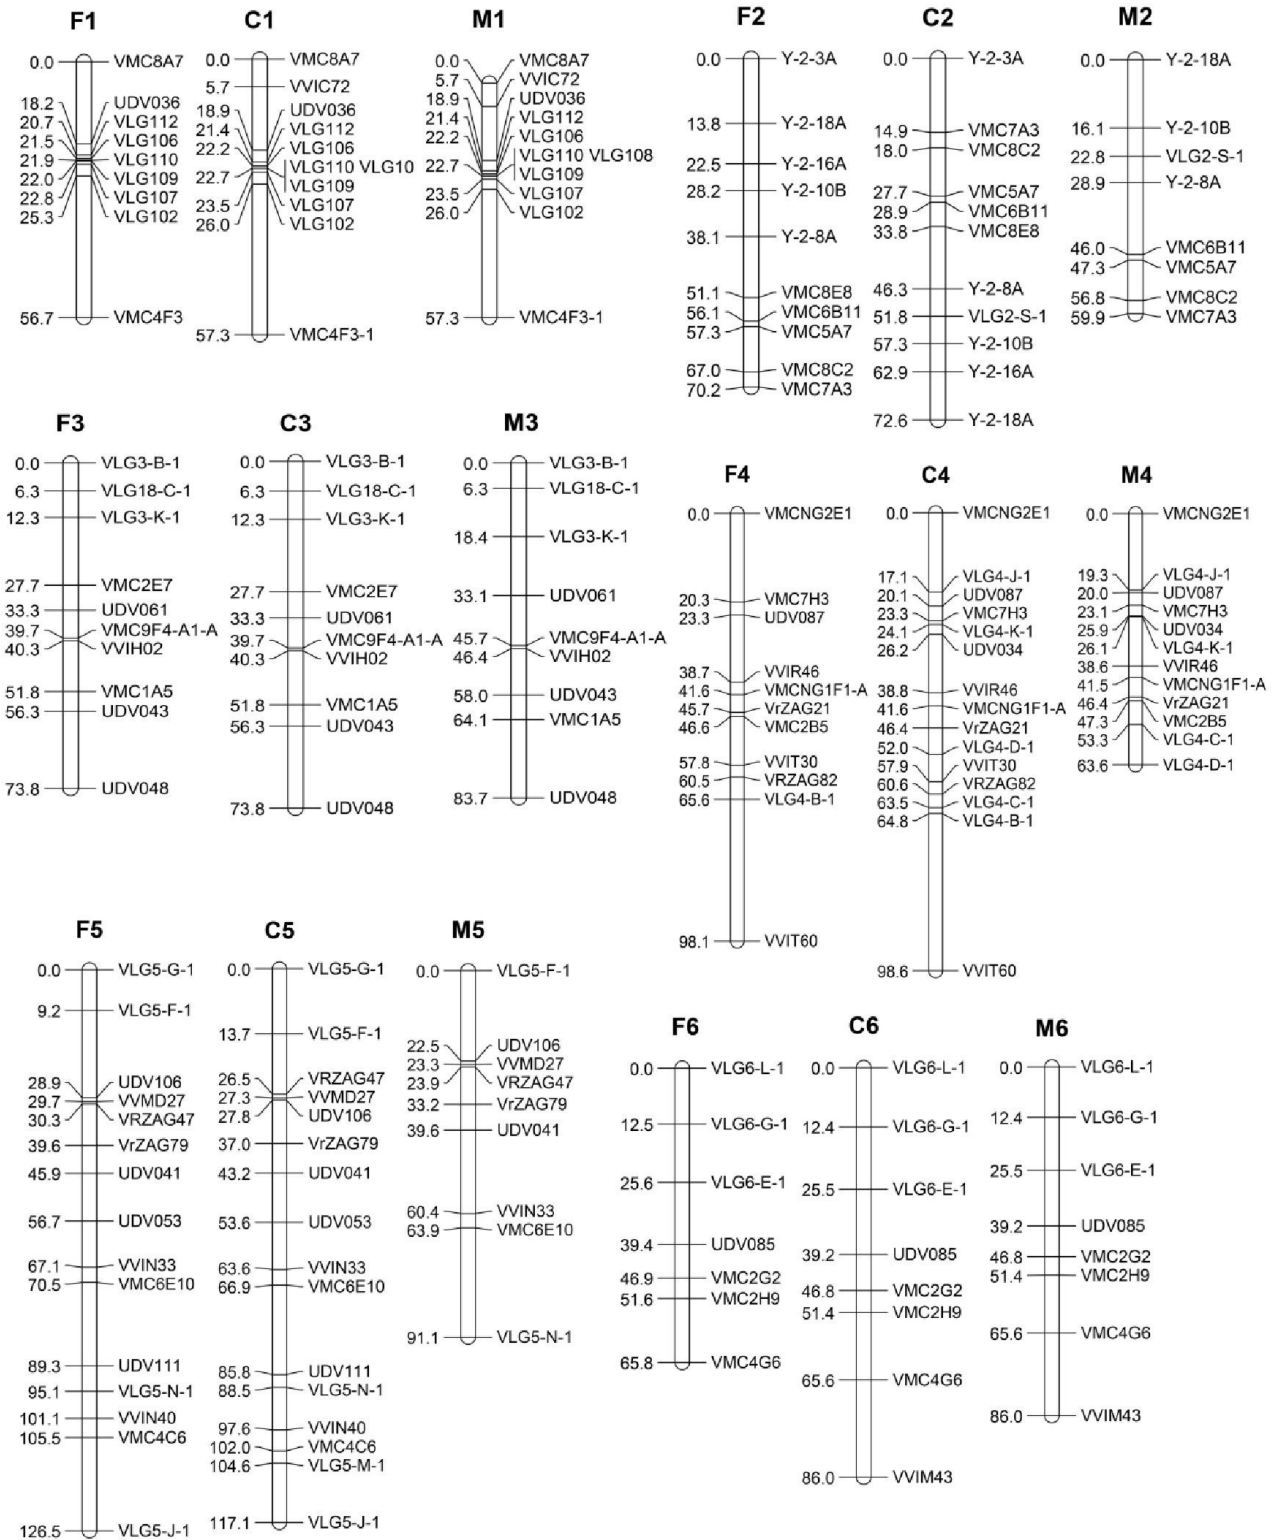 F1
0.0 VMC8A7
18.2 UDV036
20.7 VLG112
21.5 VLG106
21.9 VLG110
22.0 VLG109
22.8 VLG107
25.3 VLG102
56.7 VMC4F3
C1
0.0 VMC8A7
5.7 VVIC72
18.9 UDV036
21.4 VLG112
22.2 VLG106
22.7 VLG110 VLG10
VLG109
23.5 VLG107
26.0 VLG102
57.3 VMC4F3-1
M1
0.0 VMC8A7
5.7 VVIC72
18.9 UDV036
21.4 VLG112
22.2 VLG106
22.7 VLG110 VLG108
VLG109
23.5 VLG107
26.0 VLG102
57.3 VMC4F3-1
F2
0.0 Y-2-3A
13.8 Y-2-18A
22.5 Y-2-16A
28.2 Y-2-10B
38.1 Y-2-8A
51.1 VMC8E8
56.1 VMC6B11
57.3 VMC5A7
67.0 VMC8C2
70.2 VMC7A3
C2
0.0 Y-2-3A
14.9 VMC7A3
18.0 VMC8C2
27.7 VMC5A7
28.9 VMC6B11
33.8 VMC8E8
46.3 Y-2-8A
51.8 VLG2-S-1
57.3 Y-2-10B
62.9 Y-2-16A
72.6 Y-2-18A
M2
0.0 Y-2-18A
16.1 Y-2-10B
22.8 VLG2-S-1
28.9 Y-2-8A
46.0 VMC6B11
47.3 VMC5A7
56.8 VMC8C2
59.9 VMC7A3
F3
0.0 VLG3-B-1
6.3 VLG18-C-1
12.3 VLG3-K-1
27.7 VMC2E7
33.3 UDV061
39.7 VMC9F4-A1-A
40.3 VVIH02
51.8 VMC1A5
56.3 UDV043
73.8 UDV048
C3
0.0 VLG3-B-1
6.3 VLG18-C-1
12.3 VLG3-K-1
27.7 VMC2E7
33.3 UDV061
39.7 VMC9F4-A1-A
40.3 VVIH02
51.8 VMC1A5
56.3 UDV043
73.8 UDV048
M3
0.0 VLG3-B-1
6.3 VLG18-C-1
18.4 VLG3-K-1
33.1 UDV061
45.7 VMC9F4-A1-A
46.4 VVIH02
58.0 UDV043
64.1 VMC1A5
83.7 UDV048
F4
0.0 VMCNG2E1
20.3 VMC7H3
23.3 UDV087
38.7 VVIR46
41.6 VMCNG1F1-A
45.7 VrZAG21
46.6 VMC2B5
57.8 VVIT30
60.5 VRZAG82
65.6 VLG4-B-1
98.1 VVIT60
C4
0.0 VMCNG2E1
17.1 VLG4-J-1
20.1 UDV087
23.3 VMC7H3
24.1 VLG4-K-1
26.2 UDV034
38.8 VVIR46
41.6 VMCNG1F1-A
46.4 VrZAG21
52.0 VLG4-D-1
57.9 VVIT30
60.6 VRZAG82
63.5 VLG4-C-1
64.8 VLG4-B-1
98.6 VVIT60
M4
0.0 VMCNG2E1
19.3 VLG4-J-1
20.0 UDV087
23.1 VMC7H3
25.9 UDV034
26.1 VLG4-K-1
38.6 VVIR46
41.5 VMCNG1F1-A
46.4 VrZAG21
47.3 VMC2B5
53.3 VLG4-C-1
63.6 VLG4-D-1
F5
0.0 VLG5-G-1
9.2 VLG5-F-1
28.9 UDV106
29.7 VVMD27
30.3 VRZAG47
39.6 VrZAG79
45.9 UDV041
56.7 UDV053
67.1 VVIN33
70.5 VMC6E10
89.3 UDV111
95.1 VLG5-N-1
101.1 VVIN40
105.5 VMC4C6
126.5 VLG5-J-1
C5
0.0 VLG5-G-1
13.7 VLG5-F-1
26.5 VRZAG47
27.3 VVMD27
27.8 UDV106
37.0 VrZAG79
43.2 UDV041
53.6 UDV053
63.6 VVIN33
66.9 VMC6E10
85.8 UDV111
88.5 VLG5-N-1
97.6 VVIN40
102.0 VMC4C6
104.6 VLG5-M-1
117.1 VLG5-J-1
M5
0.0 VLG5-F-1
22.5 UDV106
23.3 VVMD27
23.9 VRZAG47
33.2 VrZAG79
39.6 UDV041
60.4 VVIN33
63.9 VMC6E10
91.1 VLG5-N-1
F6
0.0 VLG6-L-1
12.5 VLG6-G-1
25.6 VLG6-E-1
39.4 UDV085
46.9 VMC2G2
51.6 VMC2H9
65.8 VMC4G6
C6
0.0 VLG6-L-1
12.4 VLG6-G-1
25.5 VLG6-E-1
39.2 UDV085
46.8 VMC2G2
51.4 VMC2H9
65.6 VMC4G6
86.0 VVIM43
M6
0.0 VLG6-L-1
12.4 VLG6-G-1
25.5 VLG6-E-1
39.2 UDV085
46.8 VMC2G2
51.4 VMC2H9
65.6 VMC4G6
86.0 VVIM43